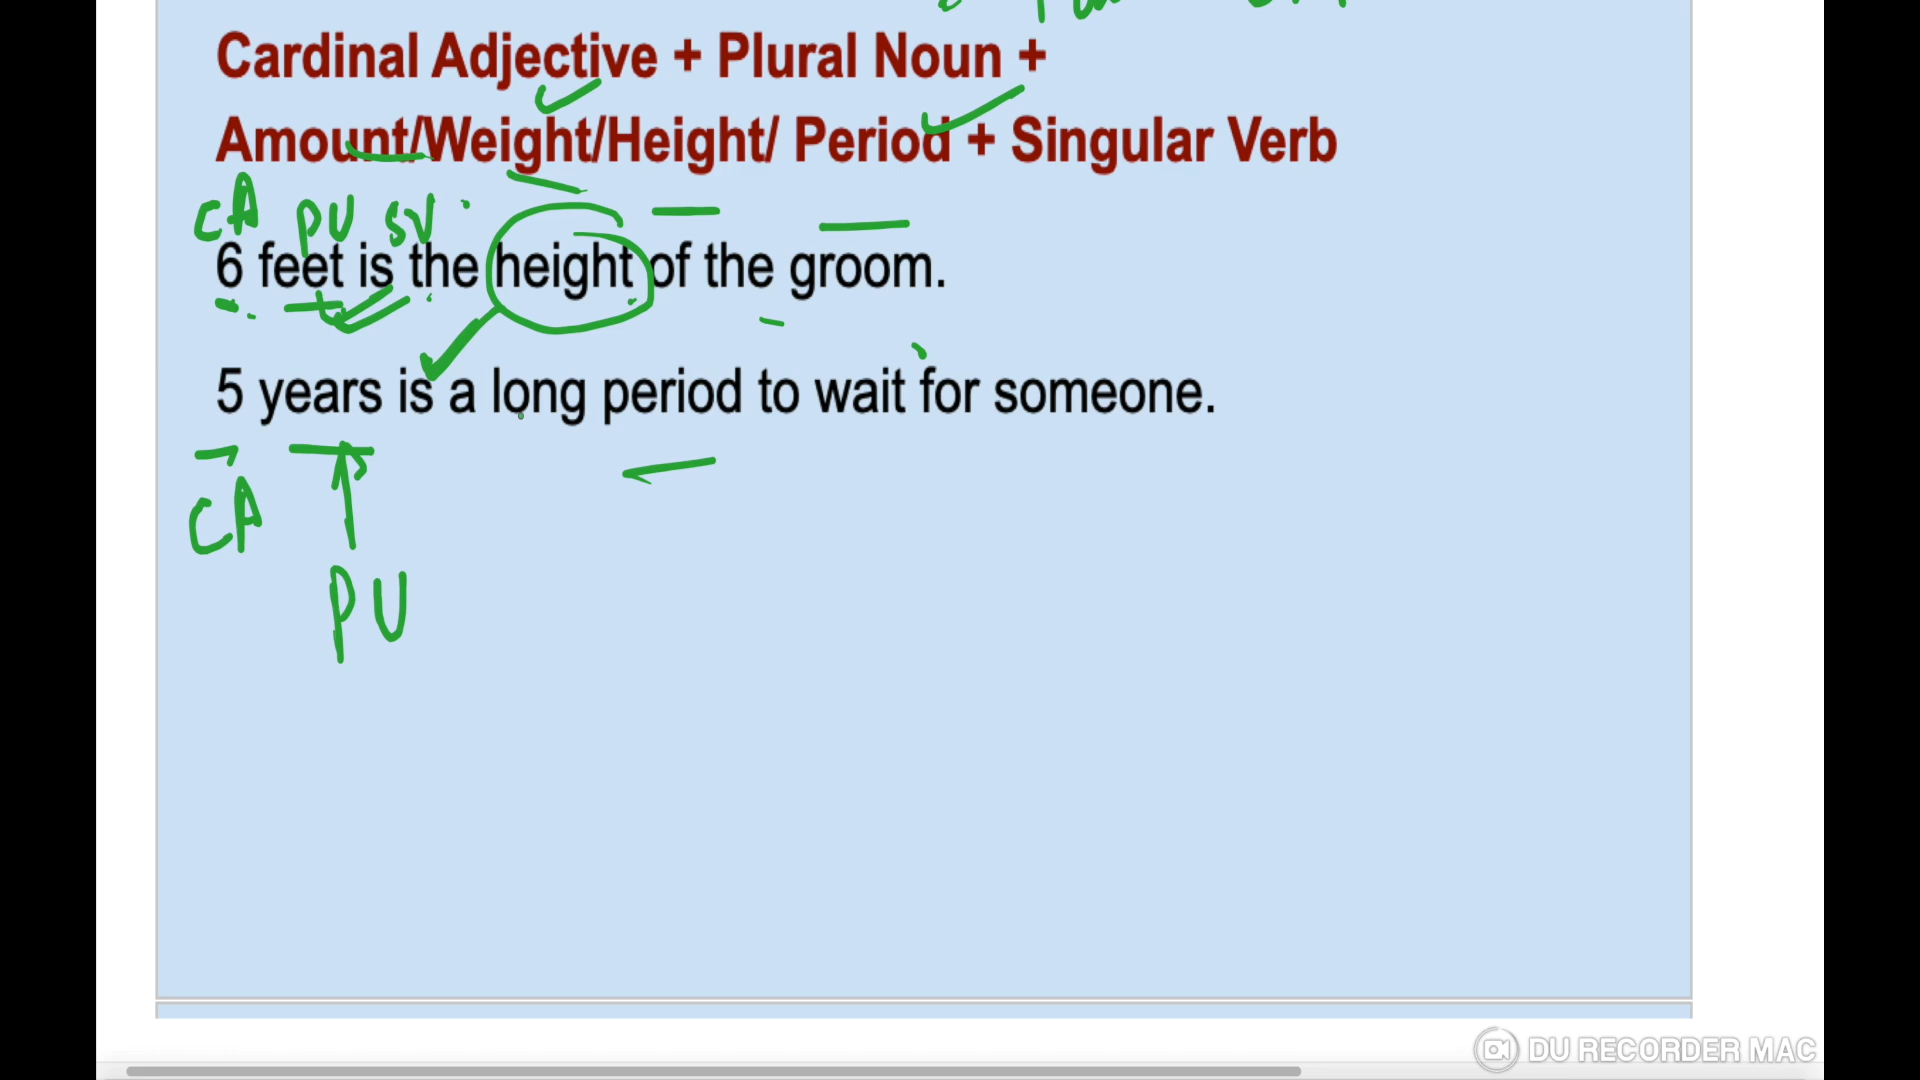 Cardinal Adjective + Plural Noun +
Amount/Weight/Height/ Period + Singular Verb
CA PU SV
6 feet is the height of the groom.
5 years is a long period to wait for someone.
CA
PU
DU RECORDER MAC